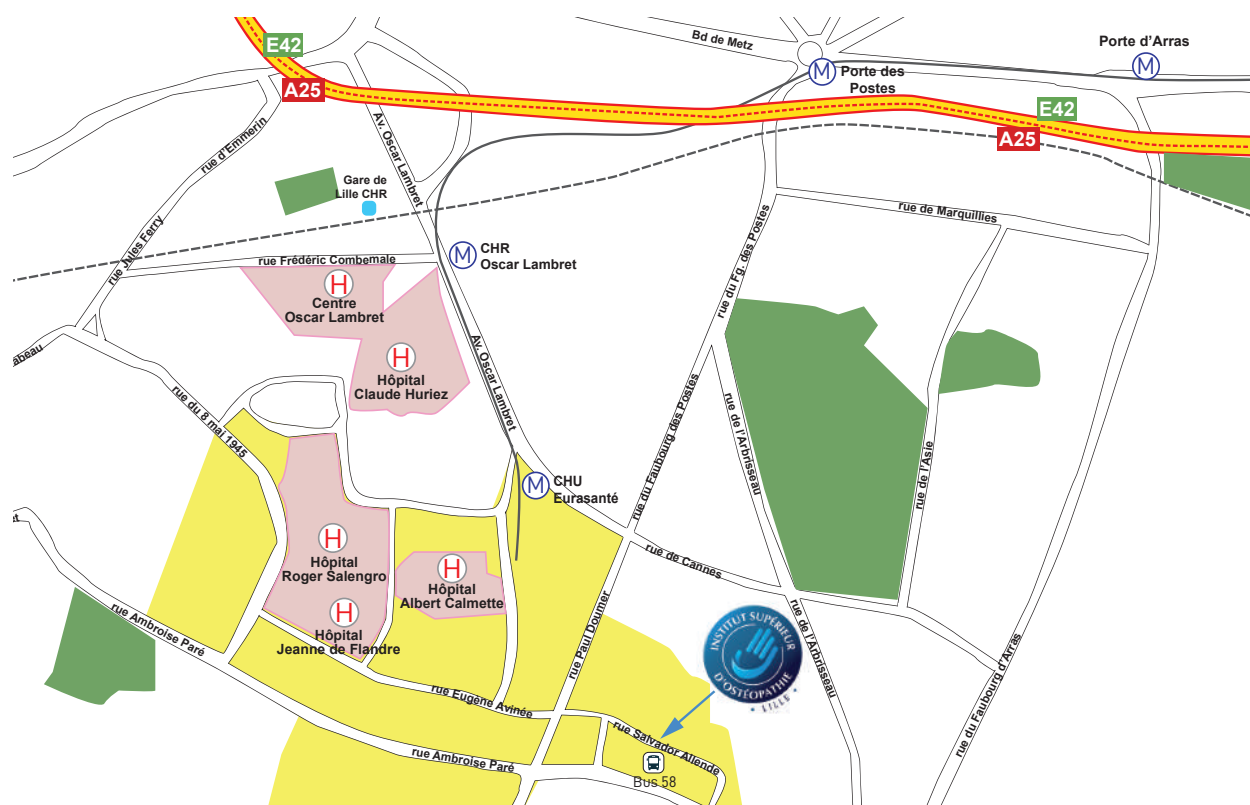 Bd de Metz
Porte d'Arras
E42
A25
Porte des
Postes
E42
A25
rue d'Emmerin
Av. Oscar Lambret
Gare de
Lille CHR
rue Jules Ferry
rue de Marquilles
CHR
Oscar Lambret
rue Frédéric Combemale
rue du Fg. des Postes
H
Centre
Oscar Lambret
H
Hôpital
Claude Huriez
Av. Oscar Lambret
abeau
rue du 8 mai 1945
rue du Faubourg des Postes
rue de l'Arbrisseau
rue de l'Asie
M
CHU
Eurasanté
et
H
Hôpital
Roger Salengro
H
Hôpital
Albert Calmette
rue de Cannes
H
Hôpital
Jeanne de Flandre
rue Ambroise Paré
rue Paul Doumer
INSTITUT SUPÉRIEUR
D'OSTÉOPATHIE
• LILLE •
rue de l'Arbrisseau
rue du Faubourg d'Arras
rue Eugène Avinée
rue Salvador Allende
rue Ambroise Paré
Bus 58
M
M
M